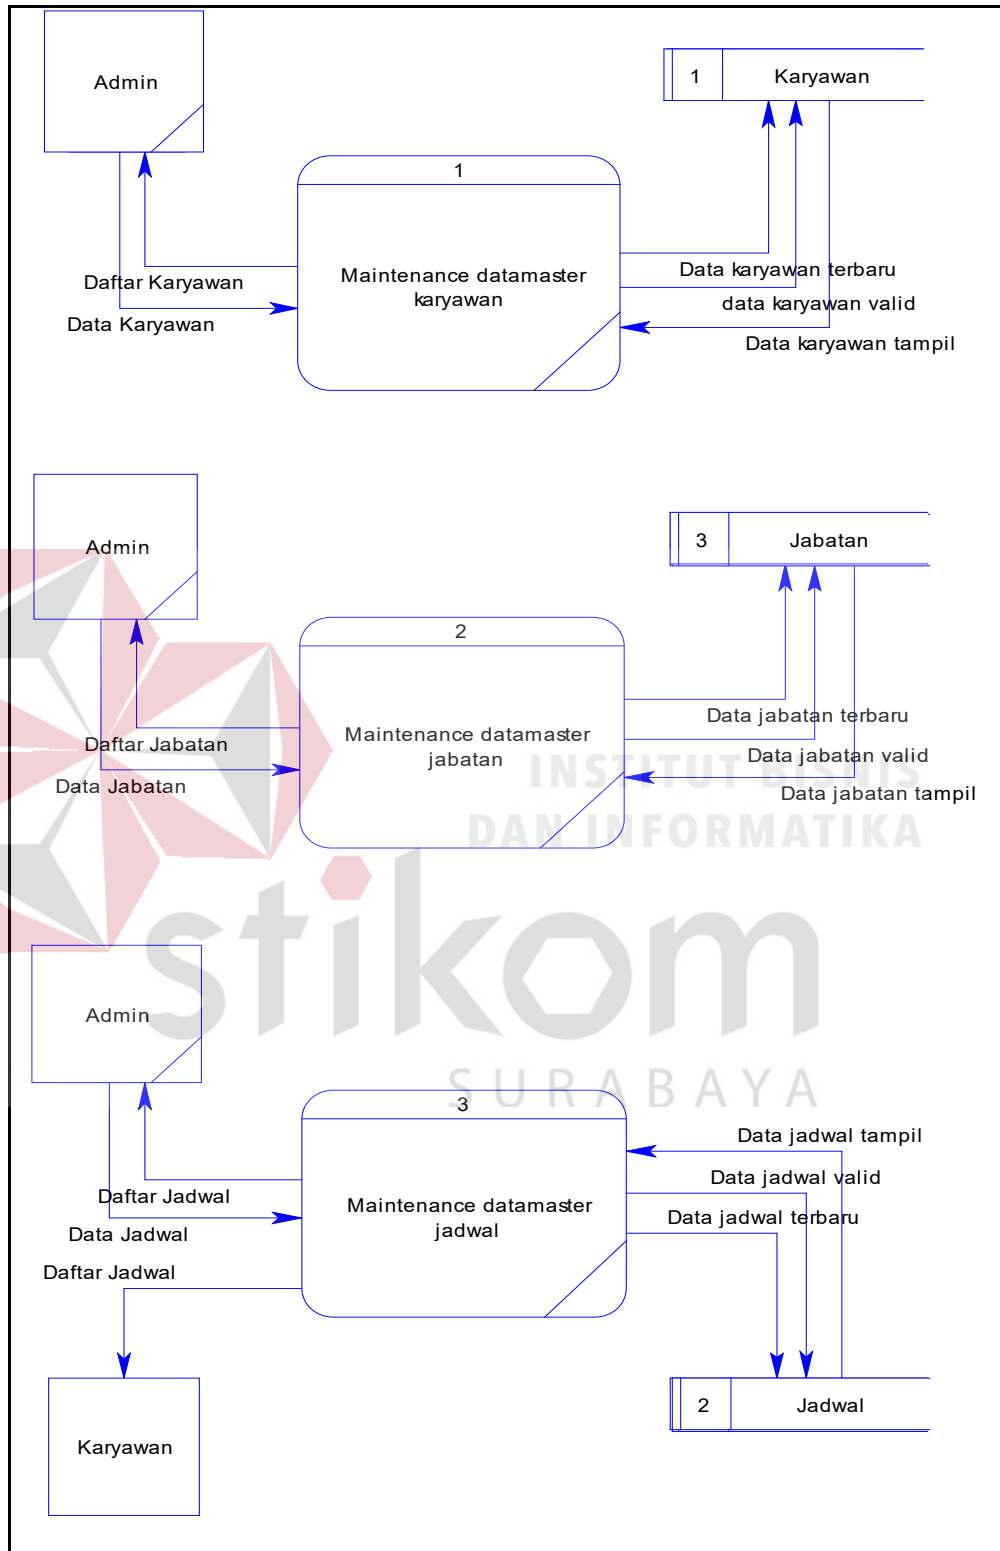 Admin
1
Karyawan
1
Maintenance datamaster
karyawan
Daftar Karyawan
Data Karyawan
Data karyawan terbaru
data karyawan valid
Data karyawan tampil
Admin
3
Jabatan
2
Maintenance datamaster
jabatan
Daftar Jabatan
Data Jabatan
Data jabatan terbaru
Data jabatan valid
Data jabatan tampil
INSTITUT BISNIS
DAN INFORMATIKA
stikom
SURABAYA
Admin
3
Maintenance datamaster
jadwal
Daftar Jadwal
Data Jadwal
Daftar Jadwal
Data jadwal tampil
Data jadwal valid
Data jadwal terbaru
Karyawan
2
Jadwal